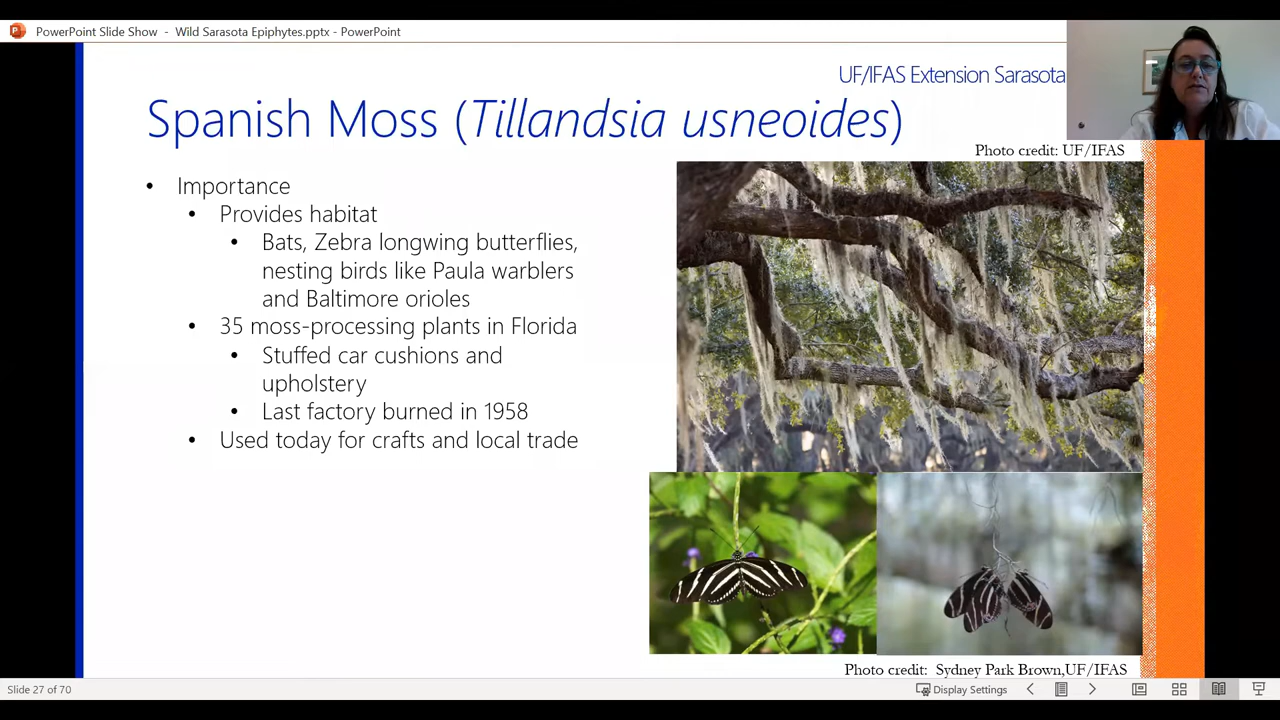 PowerPoint Slide Show - Wild Sarasota Epiphytes.pptx - PowerPoint
UF/IFAS Extension Sarasota
Spanish Moss (Tillandsia usneoides)
Photo credit: UF/IFAS
• Importance
• Provides habitat
• Bats, Zebra longwing butterflies,
nesting birds like Paula warblers
and Baltimore orioles
• 35 moss-processing plants in Florida
• Stuffed car cushions and
upholstery
• Last factory burned in 1958
• Used today for crafts and local trade
Photo credit: Sydney Park Brown,UF/IFAS
Slide 27 of 70
Display Settings